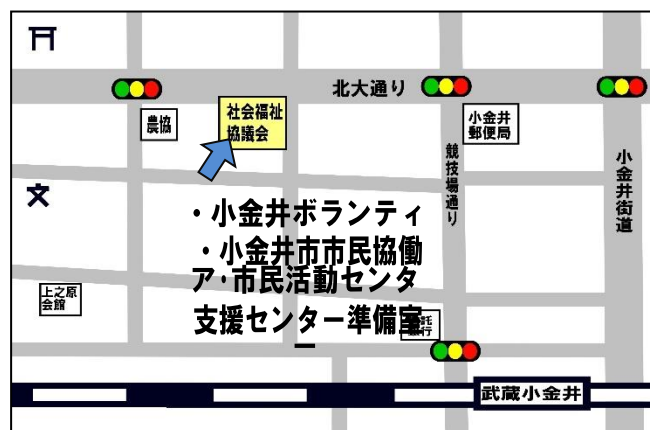 北大通り
農協
社会福祉
協議会
小金井
郵便局
競技場通り
小金井街道
・小金井ボランティ
・小金井市市民協働
ア・市民活動センタ
支援センター準備室
ー
上之原
会館
武蔵小金井